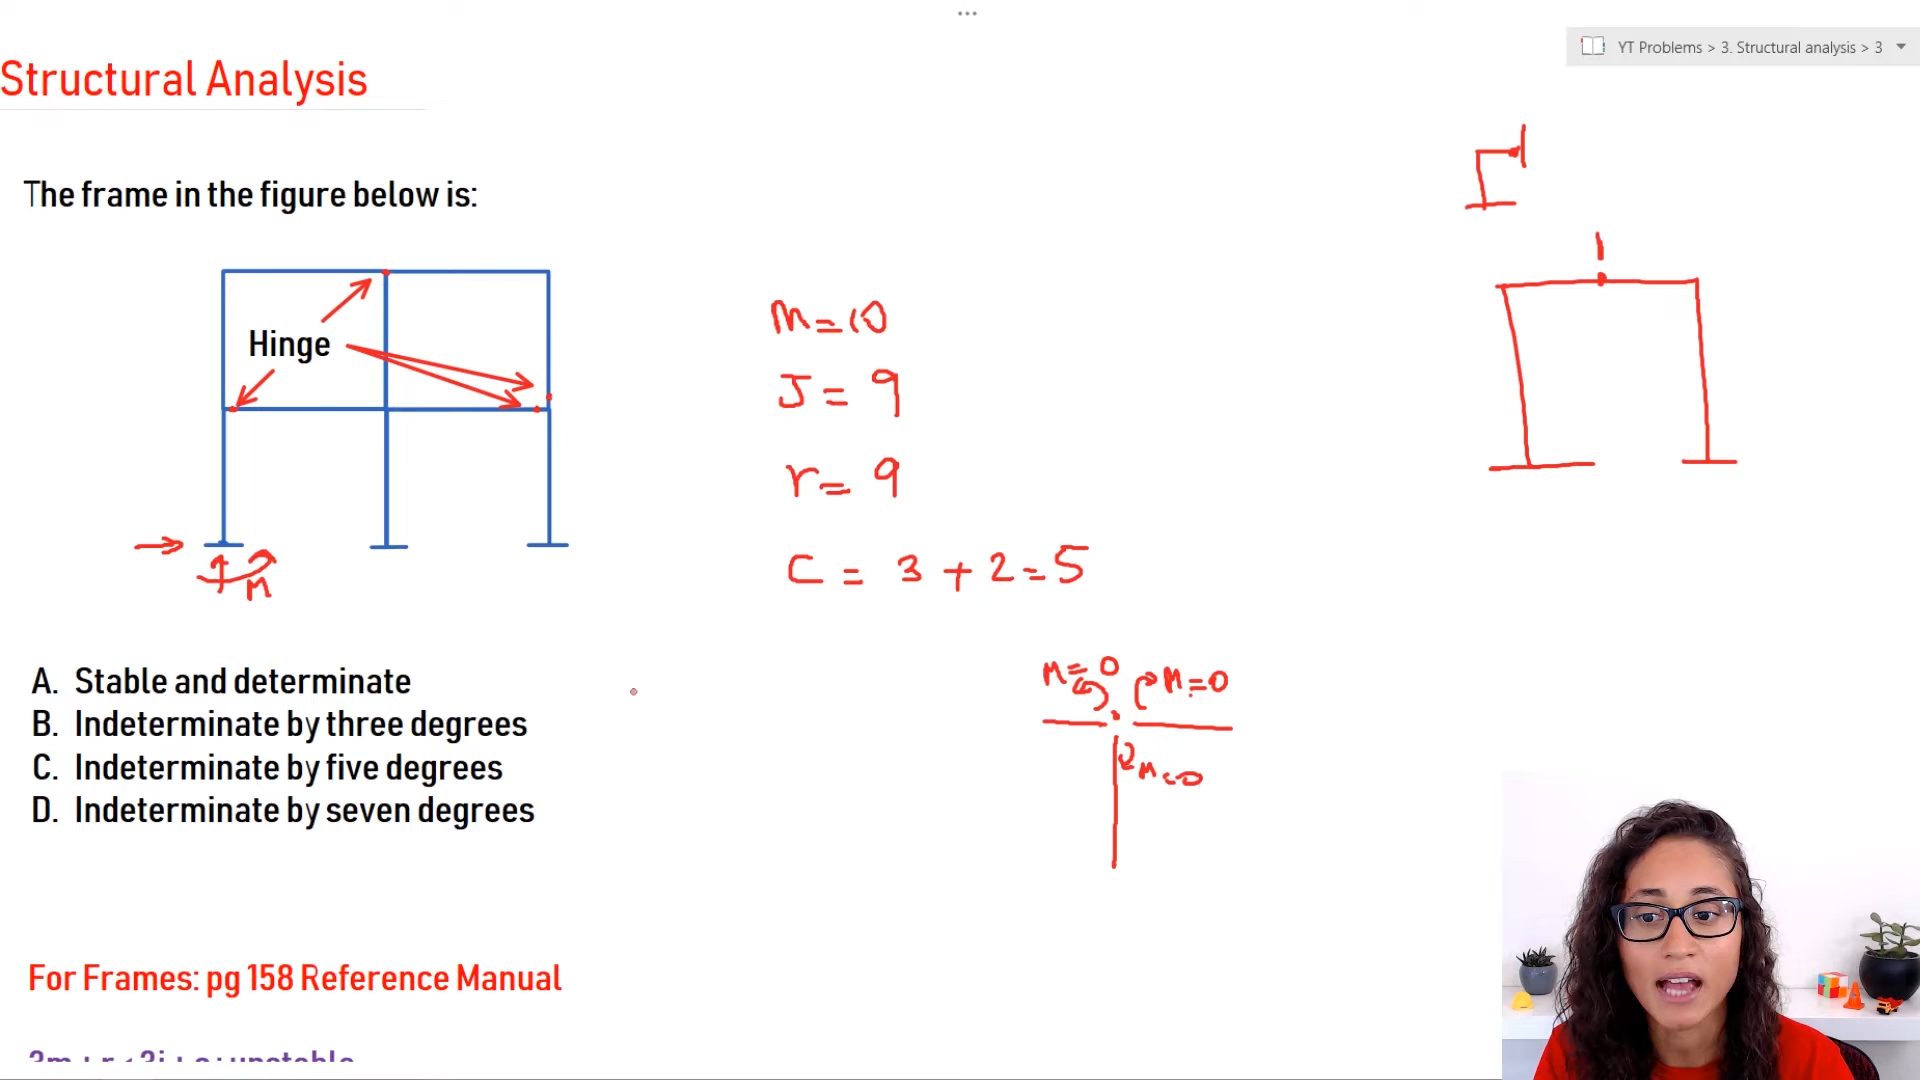 YT Problems > 3. Structural analysis > 3
Structural Analysis
The frame in the figure below is:
Hinge
M
m=10
J=9
r=9
C=3+2=5
M=0
M=0
M=0
A. Stable and determinate
B. Indeterminate by three degrees
C. Indeterminate by five degrees
D. Indeterminate by seven degrees
For Frames: pg 158 Reference Manual